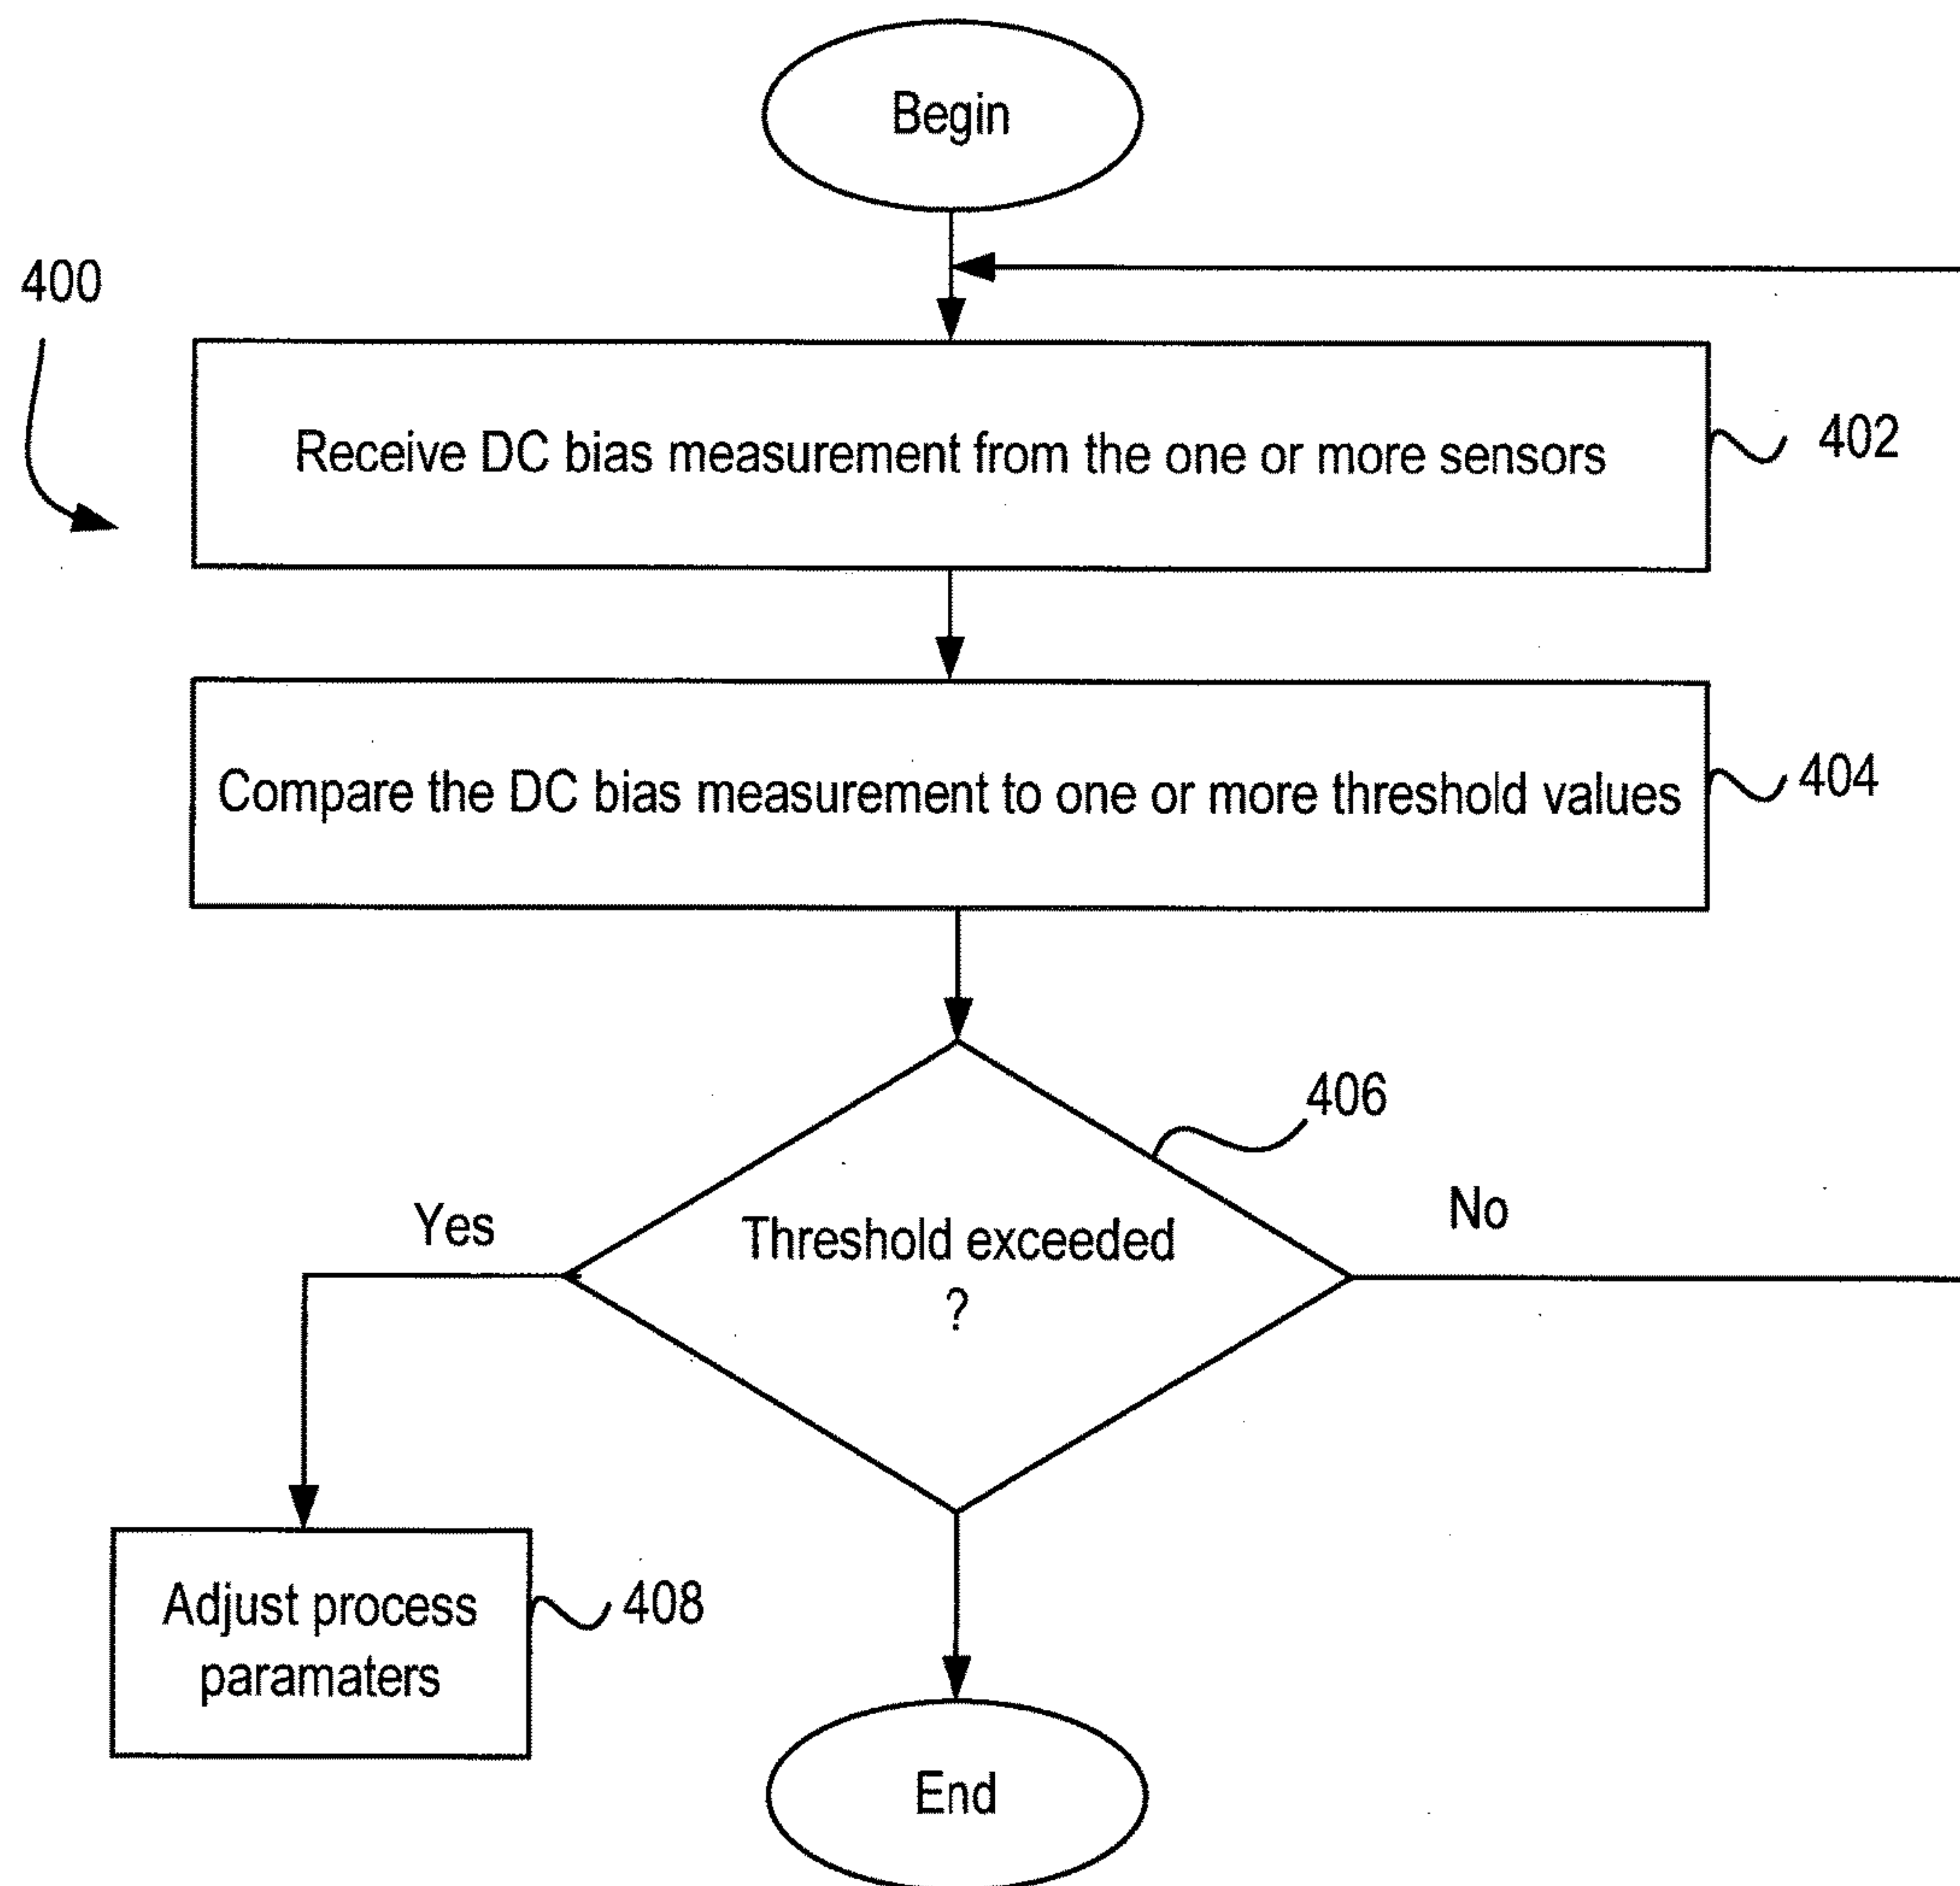 Begin
400
Receive DC bias measurement from the one or more sensors
402
Compare the DC bias measurement to one or more threshold values
404
406
Yes
Threshold exceeded
?
No
Adjust process
paramaters
408
End